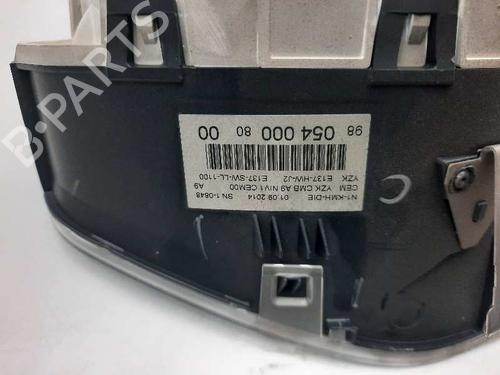 B-PARTS
98 054 000 80 00
YZK E137-HW-J2 E137-SW-LL-1100
CEM YZK CMB A9 NIV1 CEM00 A9
N1-KMH-DIE 01.09.2014 SN 1-0848